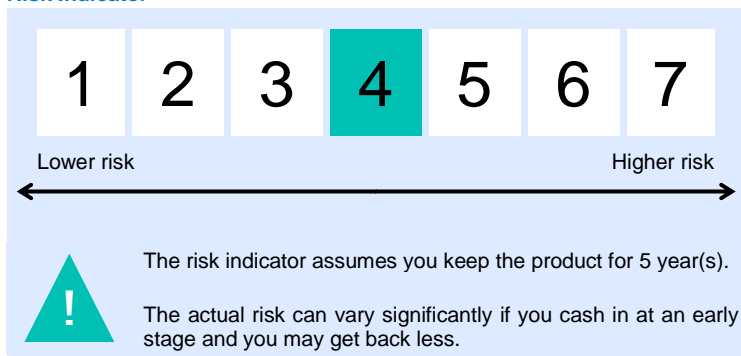 1 2 3 4 5 6 7
Lower risk Higher risk
!
The risk indicator assumes you keep the product for 5 year(s).
The actual risk can vary significantly if you cash in at an early
stage and you may get back less.